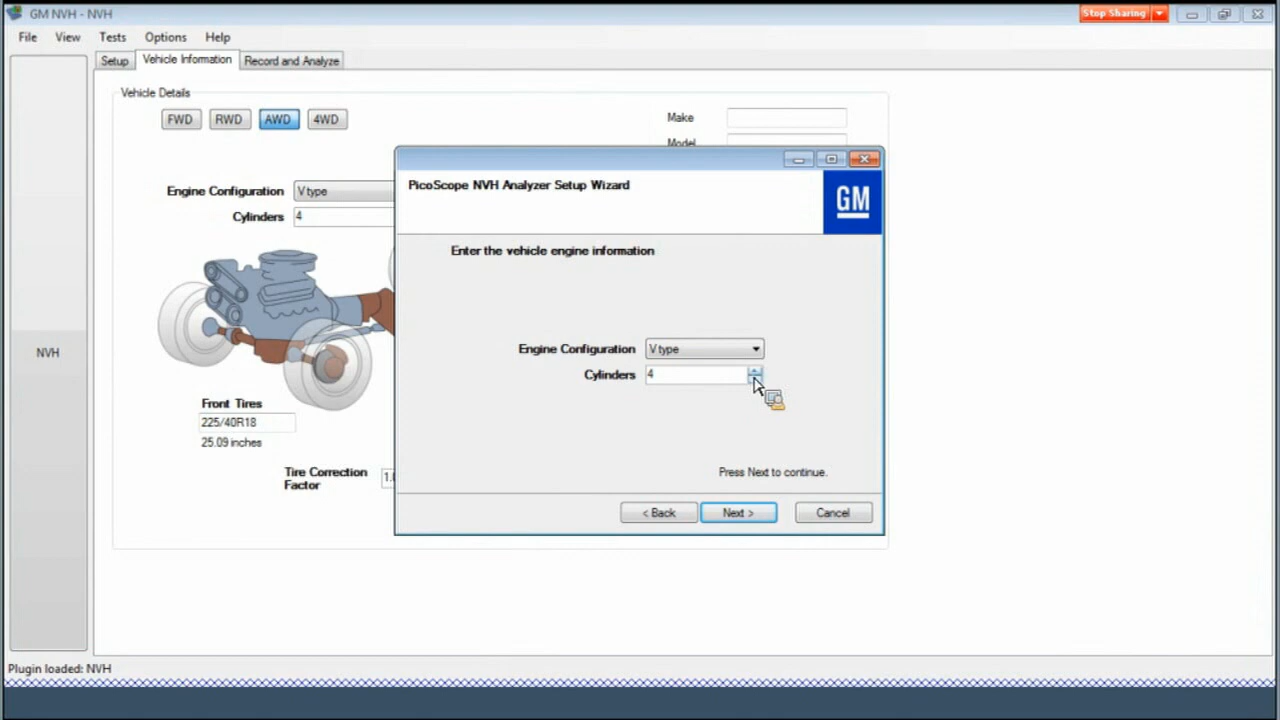 GM NVH - NVH
Stop Sharing
File View Tests Options Help
Setup Vehicle Information Record and Analyze
Vehicle Details
FWD RWD AWD 4WD
Make
Model
Engine Configuration V type
Cylinders 4
NVH
Front Tires
225/40R18
25.09 inches
Tire Correction
Factor
PicoScope NVH Analyzer Setup Wizard
GM
Enter the vehicle engine information
Engine Configuration V type
Cylinders 4
Press Next to continue.
< Back Next > Cancel
Plugin loaded: NVH